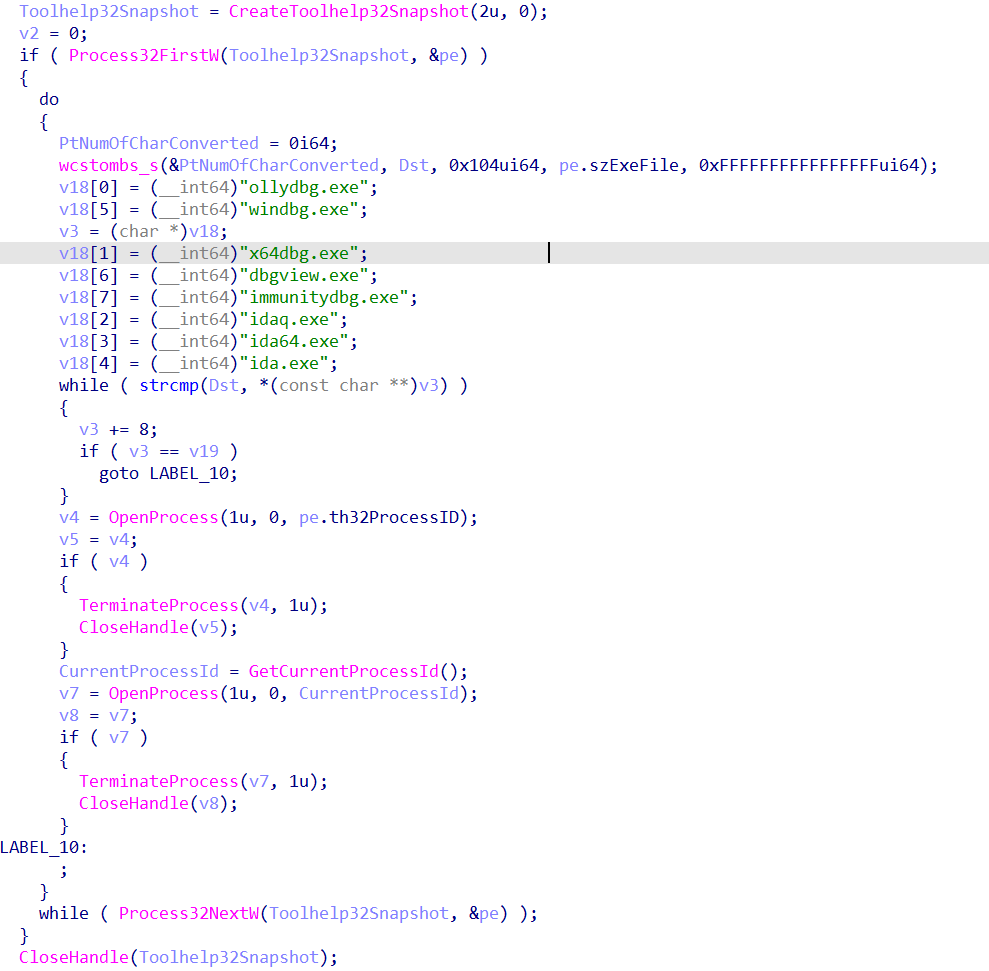 Toolhelp32Snapshot = CreateToolhelp32Snapshot(2u, 0);
v2 = 0;
if ( Process32FirstW(Toolhelp32Snapshot, &pe) )
{
do
{
PtNumOfCharConverted = 0i64;
wcstombs_s(&PtNumOfCharConverted, Dst, 0x104ui64, pe.szExeFile, 0xFFFFFFFFFFFFFFFFui64);
v18[0] = (__int64)"ollydbg.exe";
v18[5] = (__int64)"windbg.exe";
v3 = (char *)v18;
v18[1] = (__int64)"x64dbg.exe";
v18[6] = (__int64)"dbgview.exe";
v18[7] = (__int64)"immunitydbg.exe";
v18[2] = (__int64)"idaq.exe";
v18[3] = (__int64)"ida64.exe";
v18[4] = (__int64)"ida.exe";
while ( strcmp(Dst, *(const char **)v3) )
{
v3 += 8;
if ( v3 == v19 )
goto LABEL_10;
}
v4 = OpenProcess(1u, 0, pe.th32ProcessID);
v5 = v4;
if ( v4 )
{
TerminateProcess(v4, 1u);
CloseHandle(v5);
}
CurrentProcessId = GetCurrentProcessId();
v7 = OpenProcess(1u, 0, CurrentProcessId);
v8 = v7;
if ( v7 )
{
TerminateProcess(v7, 1u);
CloseHandle(v8);
}
LABEL_10:
;
}
while ( Process32NextW(Toolhelp32Snapshot, &pe) );
}
CloseHandle(Toolhelp32Snapshot);